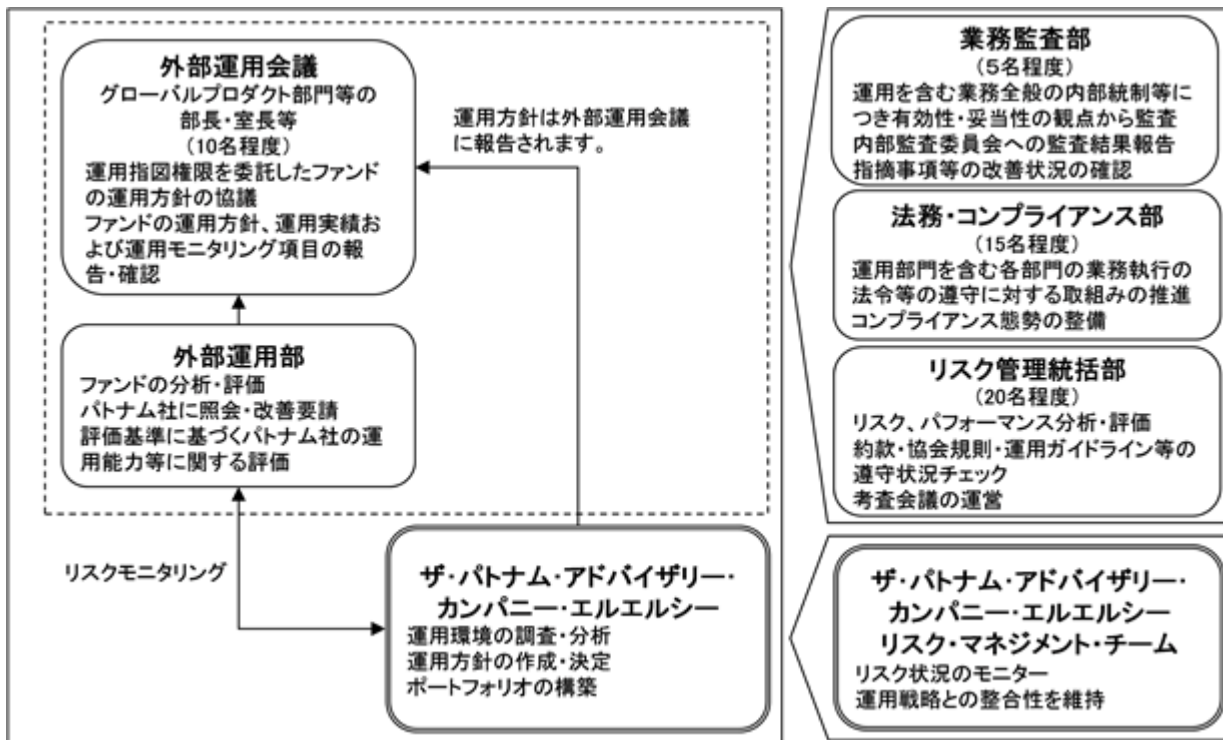 外部運用会議
グローバルプロダクト部門等の
部長・室長等
(10名程度)
運用指図権限を委託したファンド
の運用方針の協議
ファンドの運用方針、運用実績お
よび運用モニタリング項目の報
告・確認
運用方針は外部運用会議
に報告されます。
外部運用部
ファンドの分析・評価
パトナム社に照会・改善要請
評価基準に基づくパトナム社の運
用能力等に関する評価
リスクモニタリング
ザ・パトナム・アドバイザリー・
カンパニー・エルエルシー
運用環境の調査・分析
運用方針の作成・決定
ポートフォリオの構築
業務監査部
(5名程度)
運用を含む業務全般の内部統制等に
つき有効性・妥当性の観点から監査
内部監査委員会への監査結果報告
指摘事項等の改善状況の確認
法務・コンプライアンス部
(15名程度)
運用部門を含む各部門の業務執行の
法令等の遵守に対する取組みの推進
コンプライアンス態勢の整備
リスク管理統括部
(20名程度)
リスク、パフォーマンス分析・評価
約款・協会規則・運用ガイドライン等の
遵守状況チェック
考査会議の運営
ザ・パトナム・アドバイザリー・
カンパニー・エルエルシー
リスク・マネジメント・チーム
リスク状況のモニター
運用戦略との整合性を維持